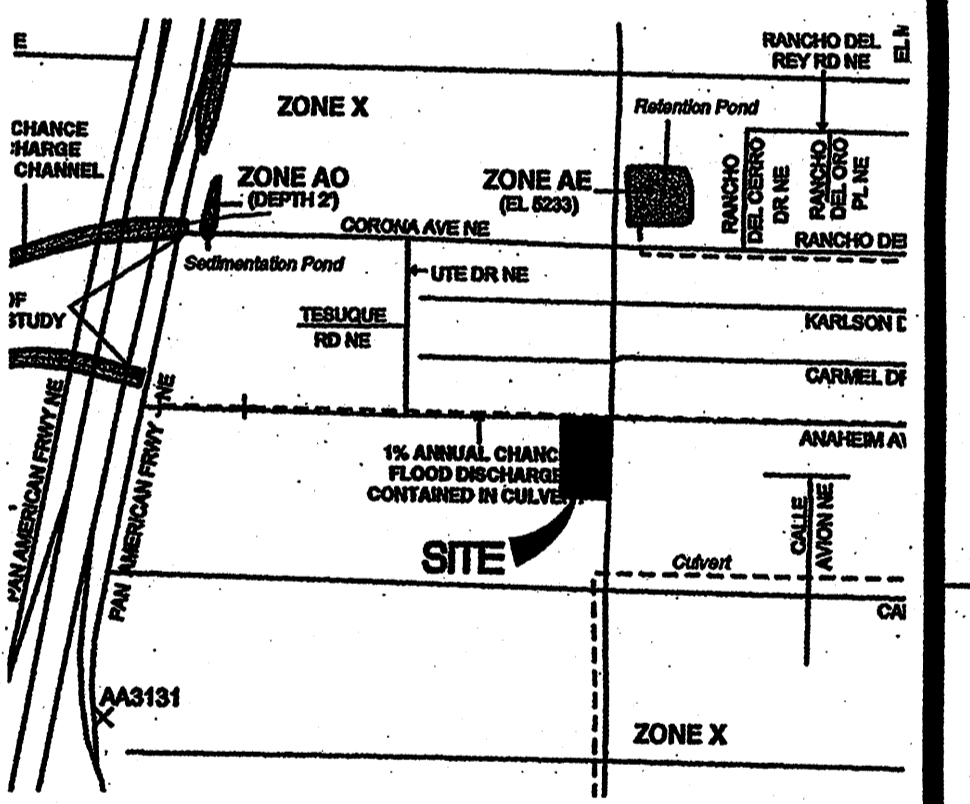 RANCHO DEL
REY RD NE
ZONE X
Retention Pond
CHANCE
HARGE
CHANNEL
ZONE AO
(DEPTH 2')
ZONE AE
(EL 5233)
RANCHO
DEL CERRO
DR NE
RANCHO
DEL ORO
PL NE
CORONA AVE NE
RANCHO DE
Sedimentation Pond
UTE DR NE
OF
STUDY
TESUQUE
RD NE
KARLSON D
CARMEL DR
PAN AMERICAN FRWY NE
PAN AMERICAN FRWY NE
ANAHEIM AV
1% ANNUAL CHANC
FLOOD DISCHARGE
CONTAINED IN CULVE
SITE
CALLE
AVION NE
Culvert
CA
AA3131
ZONE X